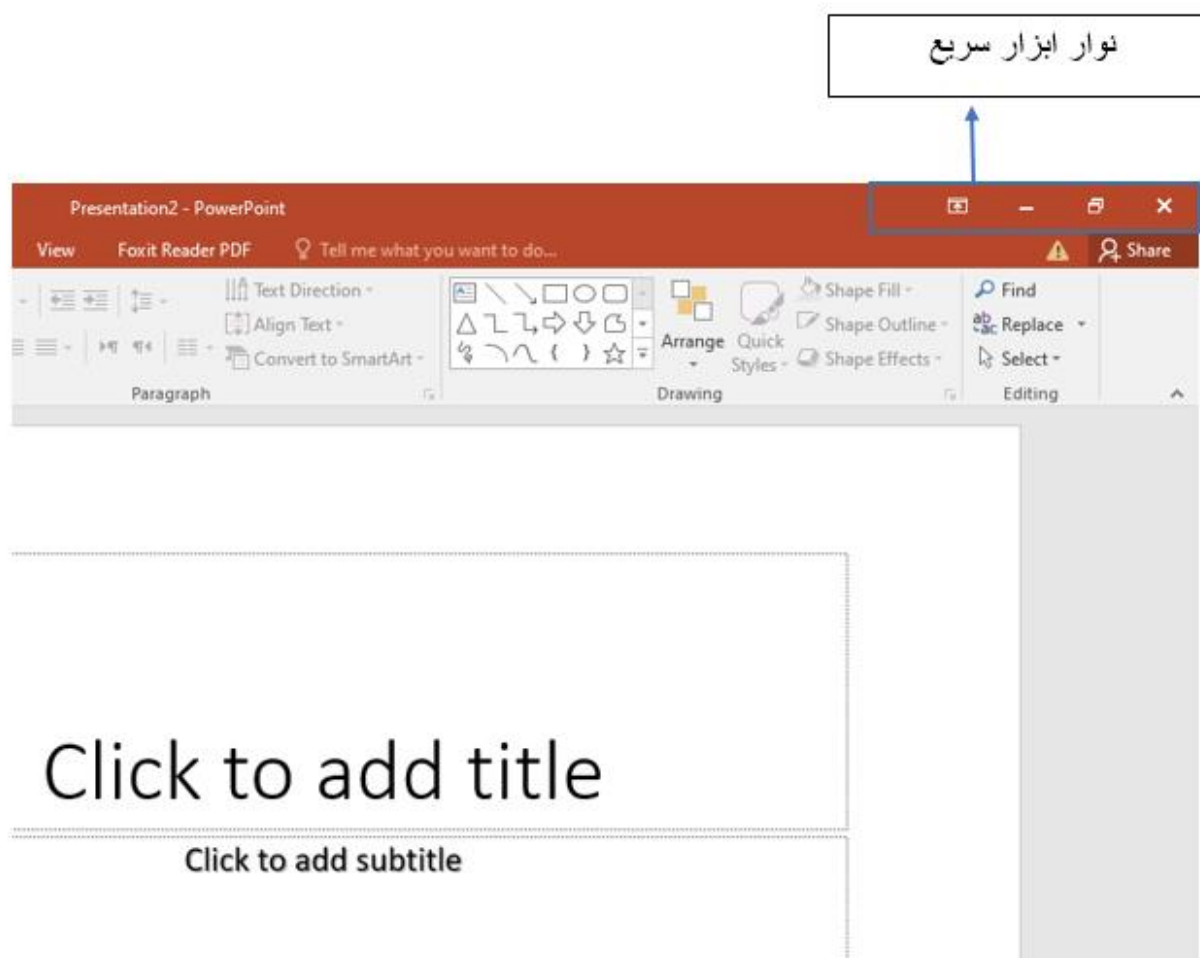 نوار ابزار سریع
Presentation2 - PowerPoint
View Foxit Reader PDF Tell me what you want to do... Share
Text Direction
Align Text
Convert to SmartArt
Paragraph
Arrange
Quick Styles
Shape Fill
Shape Outline
Shape Effects
Drawing
Find
Replace
Select
Editing
Click to add title
Click to add subtitle